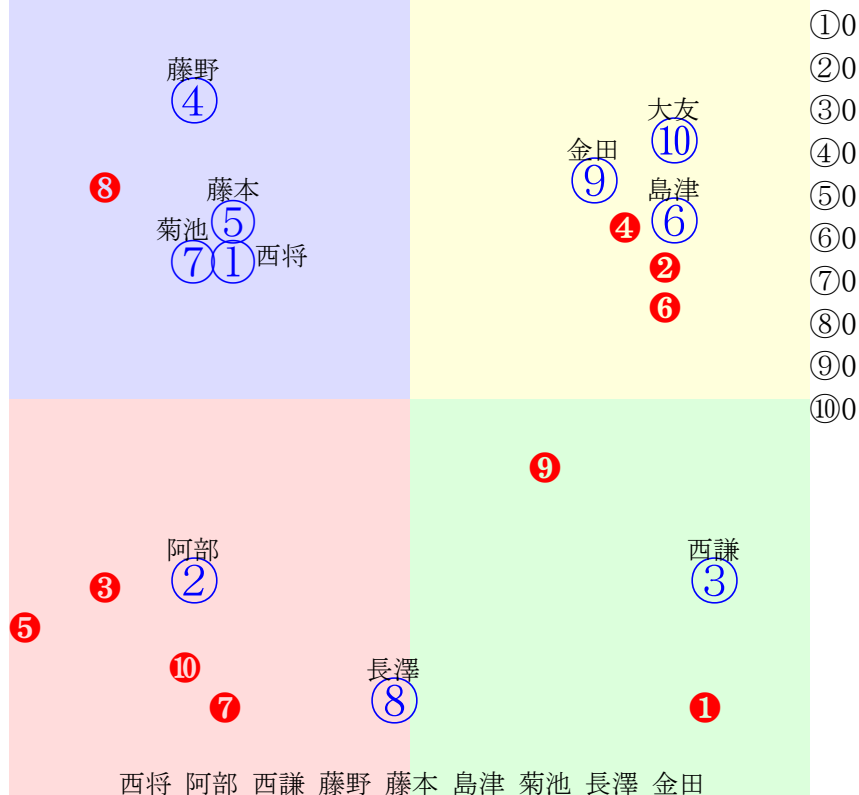 ①0
藤野
④
②0
大友
⑩
③0
金田
⑨
④0
❽
藤本
⑤
島津
⑥
⑤0
菊池
⑦
①
西将
❹
⑥0
❷
⑦0
❻
⑧0
⑨0
⑩0
❾
阿部
②
西謙
③
❸
❺
❿
長澤
⑧
❼
❶
西将 阿部 西謙 藤野 藤本 島津 菊池 長澤 金田